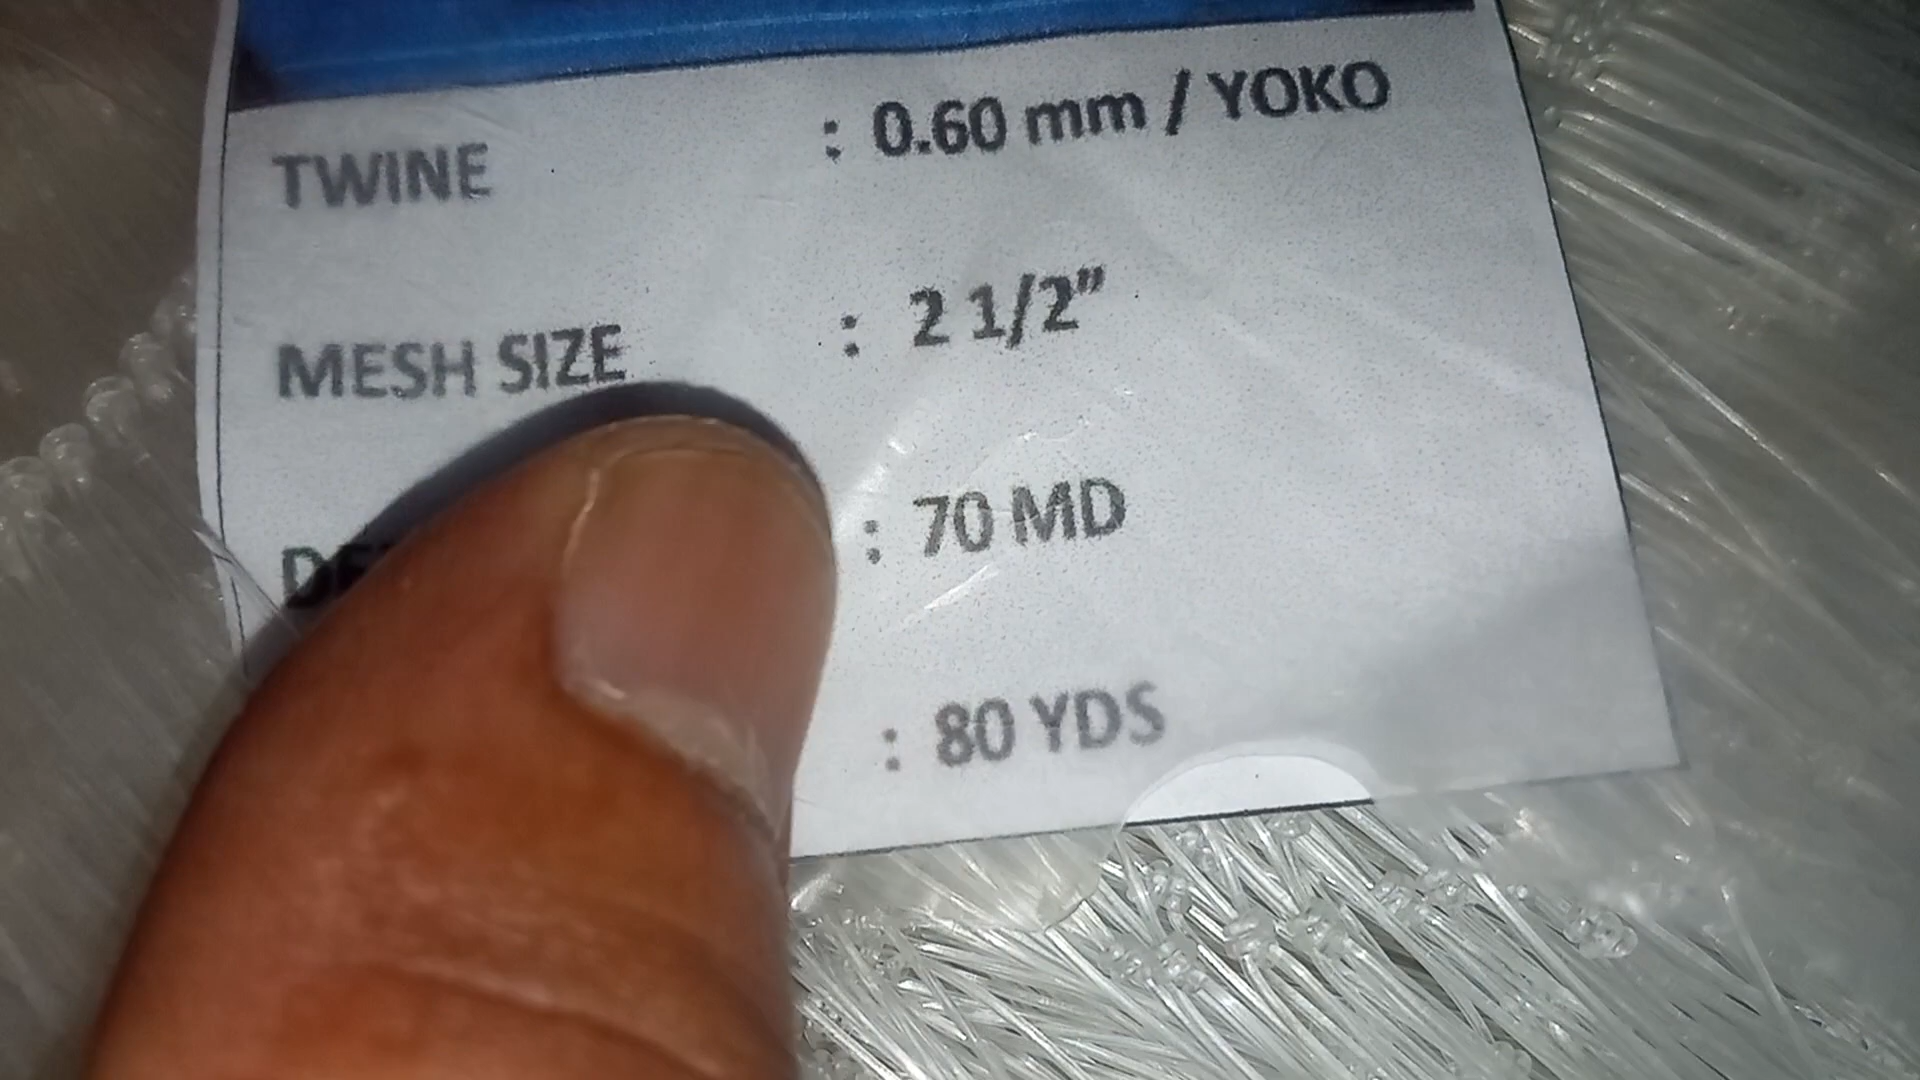 TWINE : 0.60 mm / YOKO
MESH SIZE : 2 1/2"
: 70 MD
: 80 YDS